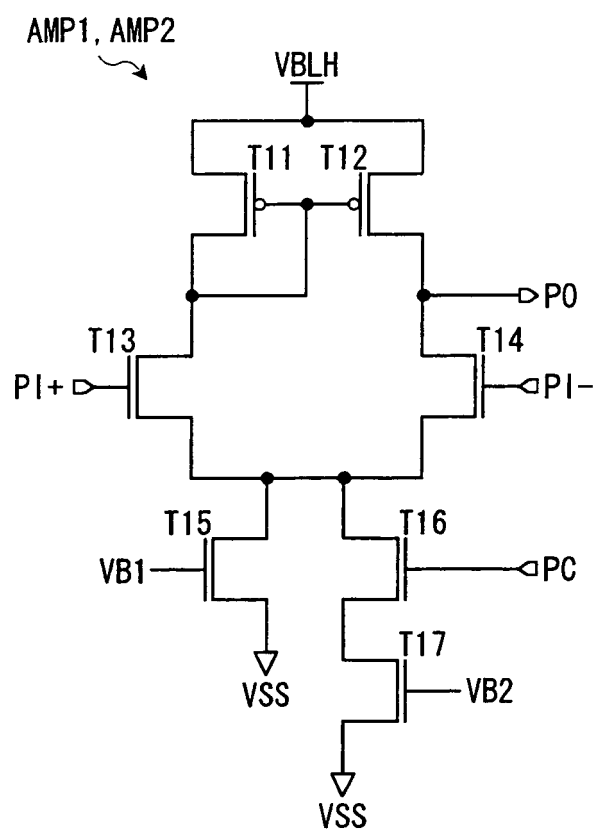 AMP1, AMP2
VBLH
T11 T12
PO
T13 T14
PI+ PI-
T15 T16
VB1 PC
T17
VSS VB2
VSS